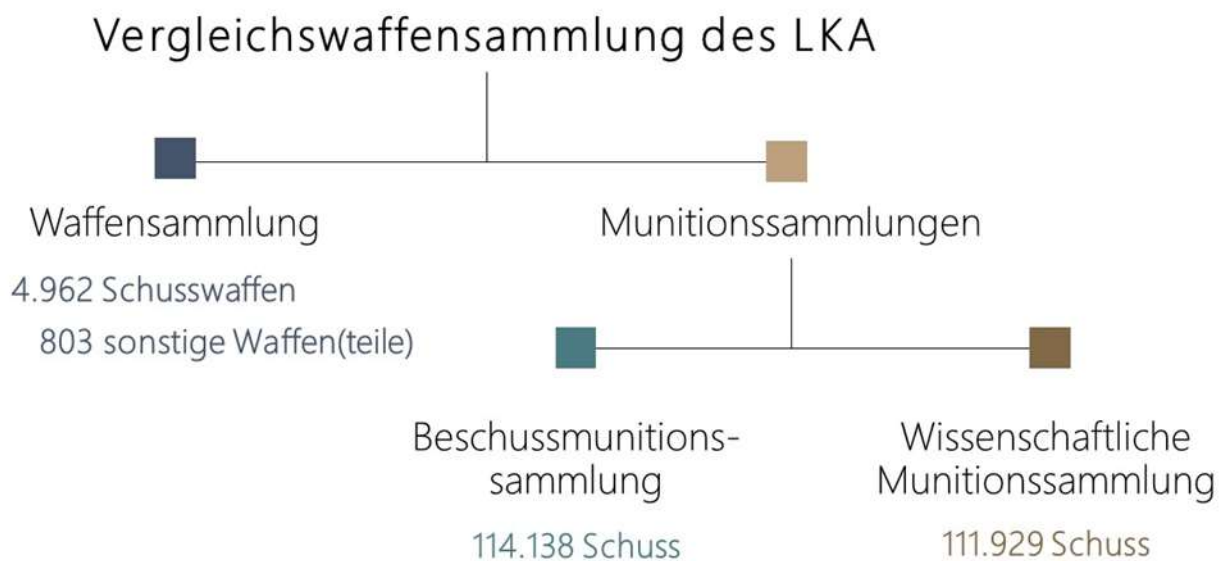 Vergleichswaffensammlung des LKA
Waffensammlung
4.962 Schusswaffen
803 sonstige Waffen(teile)
Munitionssammlungen
Beschussmunitions-
sammlung
114.138 Schuss
Wissenschaftliche
Munitionssammlung
111.929 Schuss